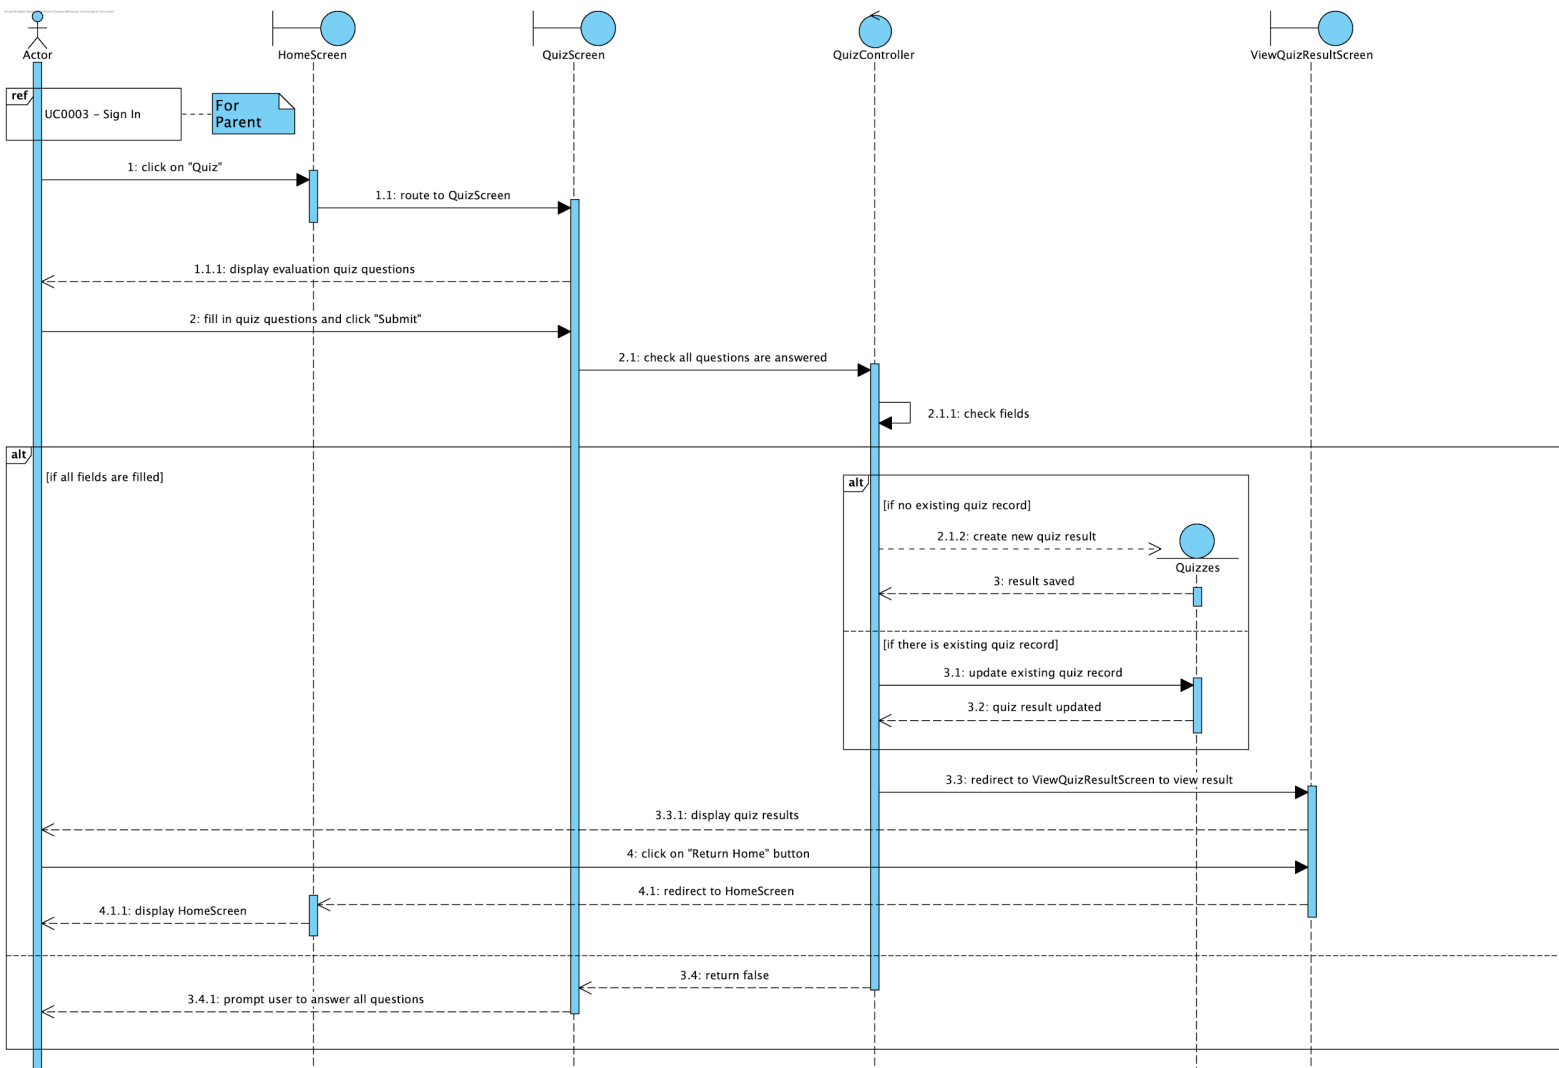 Actor
HomeScreen
QuizScreen
QuizController
ViewQuizResultScreen
ref
UC0003 - Sign In
For
Parent
1: click on "Quiz"
1.1: route to QuizScreen
1.1.1: display evaluation quiz questions
2: fill in quiz questions and click "Submit"
2.1: check all questions are answered
2.1.1: check fields
alt
[if all fields are filled]
alt
[if no existing quiz record]
2.1.2: create new quiz result
Quizzes
3: result saved
[if there is existing quiz record]
3.1: update existing quiz record
3.2: quiz result updated
3.3: redirect to ViewQuizResultScreen to view result
3.3.1: display quiz results
4: click on "Return Home" button
4.1: redirect to HomeScreen
4.1.1: display HomeScreen
3.4: return false
3.4.1: prompt user to answer all questions